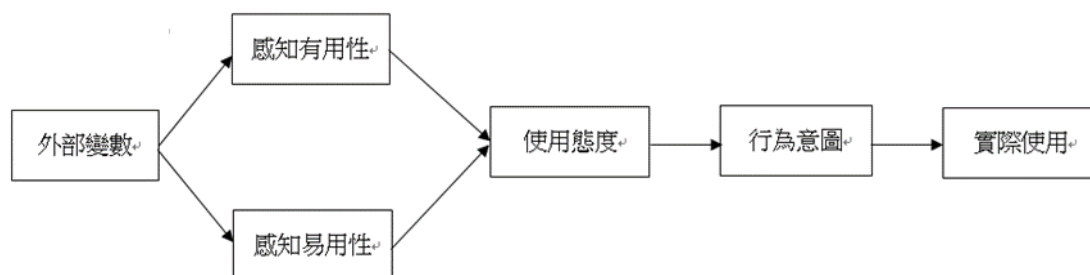 感知有用性
外部變數
使用態度
行為意圖
實際使用
感知易用性